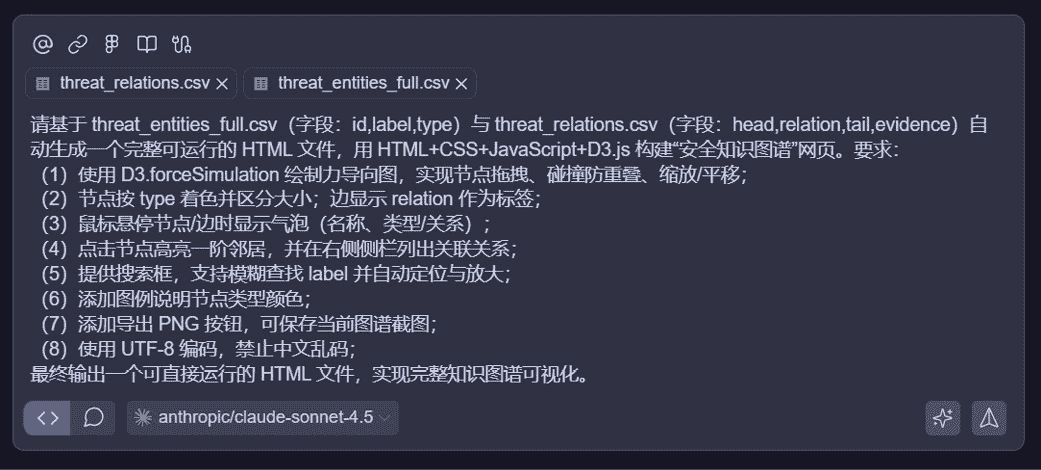 threat_relations.csv threat_entities_full.csv
请基于 threat_entities_full.csv（字段：id,label,type）与 threat_relations.csv（字段：head,relation,tail,evidence）自
动生成一个完整可运行的 HTML 文件，用 HTML+CSS+JavaScript+D3.js 构建“安全知识图谱”网页。要求：
（1）使用 D3.forceSimulation 绘制力导向图，实现节点拖拽、碰撞防重叠、缩放/平移；
（2）节点按 type 着色并区分大小；边显示 relation 作为标签；
（3）鼠标悬停节点/边时显示气泡（名称、类型/关系）；
（4）点击节点高亮一阶邻居，并在右侧侧栏列出关联关系；
（5）提供搜索框，支持模糊查找 label 并自动定位与放大；
（6）添加图例说明节点类型颜色；
（7）添加导出 PNG 按钮，可保存当前图谱截图；
（8）使用 UTF-8 编码，禁止中文乱码；
最终输出一个可直接运行的 HTML 文件，实现完整知识图谱可视化。
anthropic/claude-sonnet-4.5